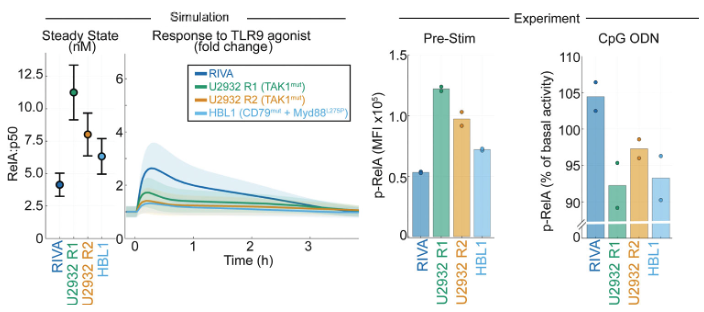 Simulation
Experiment
Steady State
(nM)
Response to TLR9 agonist
(fold change)
Pre-Stim
CpG ODN
RelA:p50
12.5
10.0
7.5
5.0
2.5
0
RIVA
U2932 R1
U2932 R2
HBL1
6
4
2
0
RIVA
U2932 R1 (TAK1mut)
U2932 R2 (TAK1mut)
HBL1 (CD79mut + Myd88L275P)
1
2
3
Time (h)
p-RelA (MFI x10⁵)
1.5
1.0
0.5
0
RIVA
U2932 R1
U2932 R2
HBL1
p-RelA (% of basal activity)
110
105
100
95
90
0
RIVA
U2932 R1
U2932 R2
HBL1